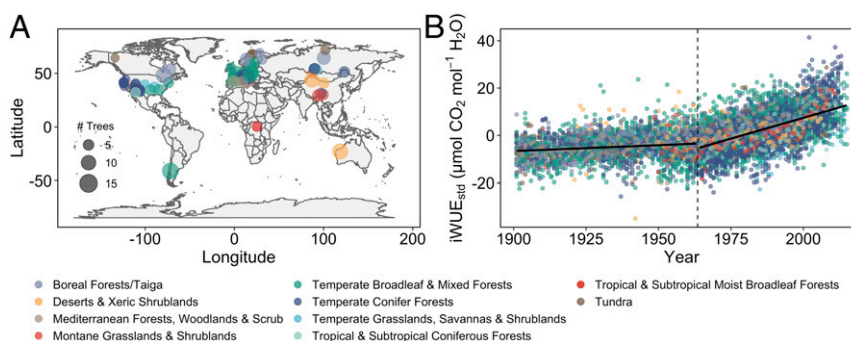 A
B
50
0
-50
Latitude
# Trees
5
10
15
-100
0
100
200
Longitude
iWUEstd (μmol CO2 mol-1 H2O)
40
20
0
-20
1900
1925
1950
1975
2000
Year
Boreal Forests/Taiga
Deserts & Xeric Shrublands
Mediterranean Forests, Woodlands & Scrub
Montane Grasslands & Shrublands
Temperate Broadleaf & Mixed Forests
Temperate Conifer Forests
Temperate Grasslands, Savannas & Shrublands
Tropical & Subtropical Coniferous Forests
Tropical & Subtropical Moist Broadleaf Forests
Tundra